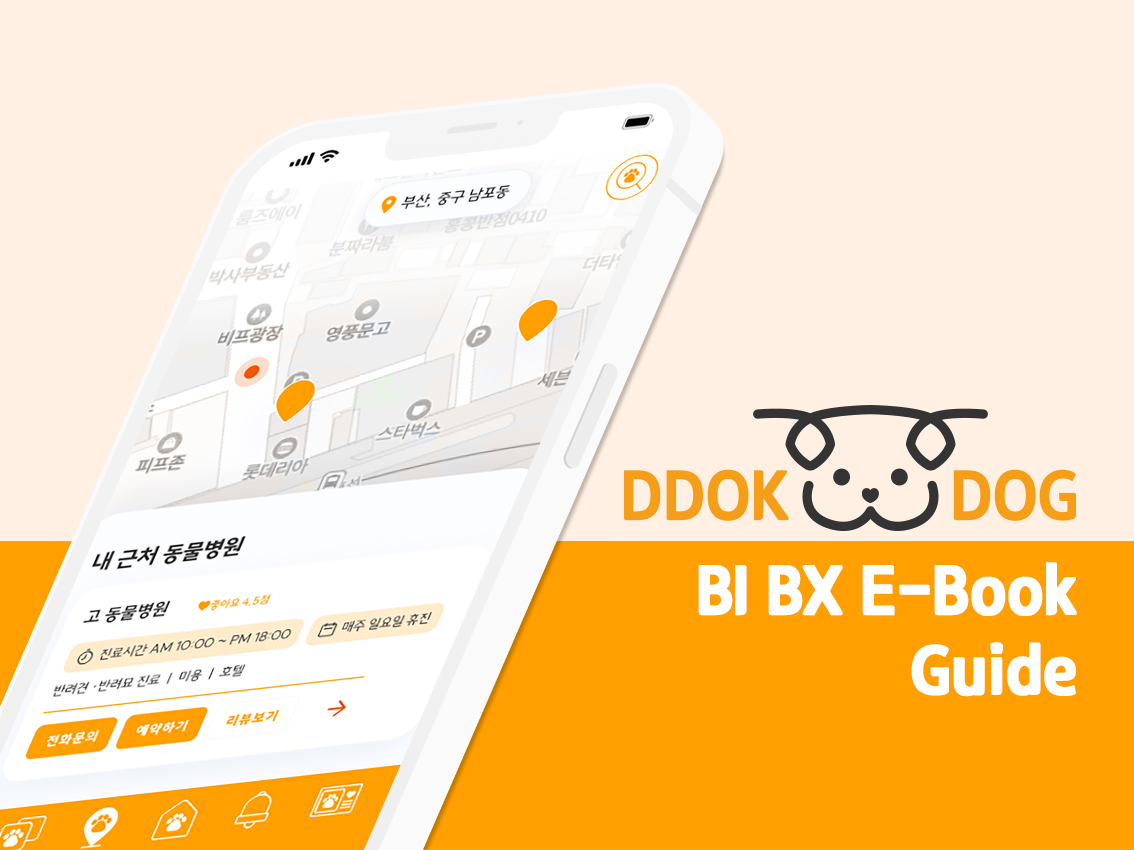 부산, 중구 남포동
룸즈에이
홍콩반점0410
분짜라붐
박사부동산
비프광장
영풍문고
P
세븐
스타벅스
피프존
롯데리아
내 근처 동물병원
고 동물병원
좋아요 4.5점
진료시간 AM 10:00 ~ PM 18:00
매주 일요일 휴진
반려견 · 반려묘 진료 | 미용 | 호텔
전화문의
예약하기
리뷰보기
DDOK DOG
BI BX E-Book
Guide